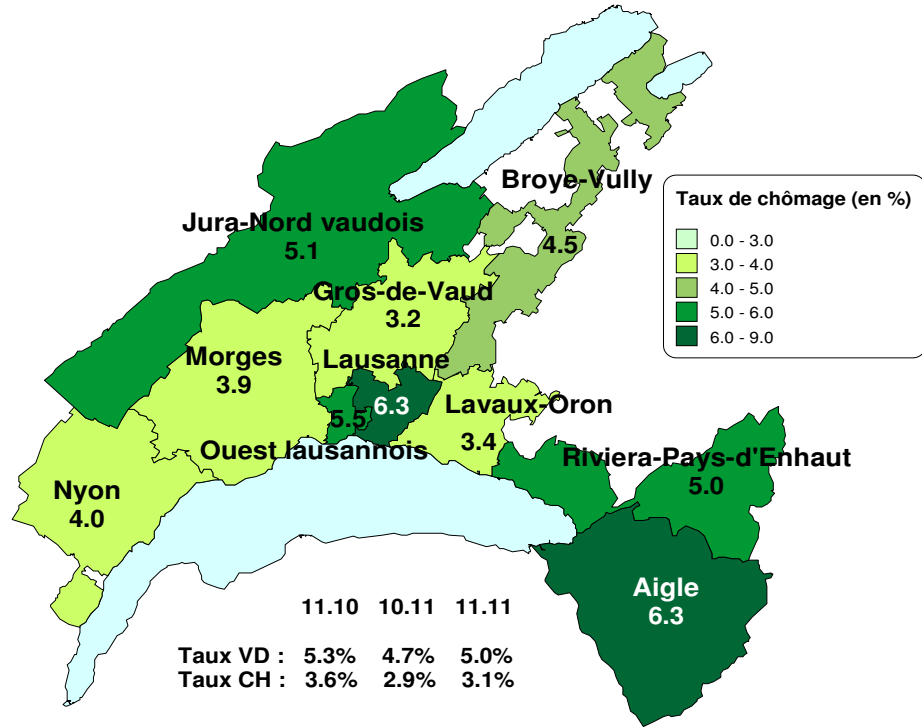 Broye-Vully
4.5
Taux de chômage (en %)
0.0 - 3.0
3.0 - 4.0
4.0 - 5.0
5.0 - 6.0
6.0 - 9.0
Jura-Nord vaudois
5.1
Gros-de-Vaud
3.2
Morges
3.9
Lausanne
6.3
5.5
Ouest lausannois
Lavaux-Oron
3.4
Riviera-Pays-d'Enhaut
5.0
Nyon
4.0
Aigle
6.3
11.10 10.11 11.11
Taux VD : 5.3% 4.7% 5.0%
Taux CH : 3.6% 2.9% 3.1%